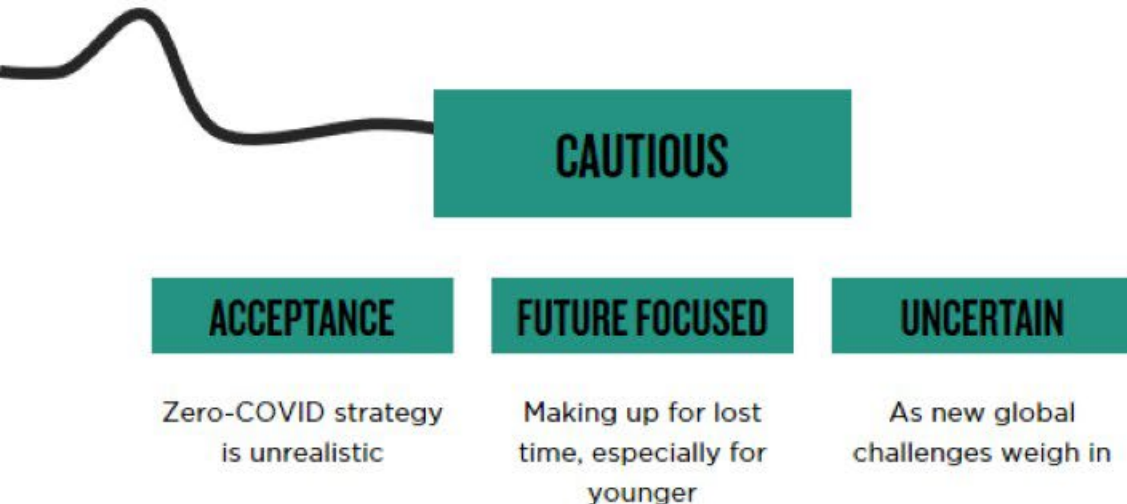 CAUTIOUS
ACCEPTANCE
FUTURE FOCUSED
UNCERTAIN
Zero-COVID strategy
is unrealistic
Making up for lost
time, especially for
younger
As new global
challenges weigh in